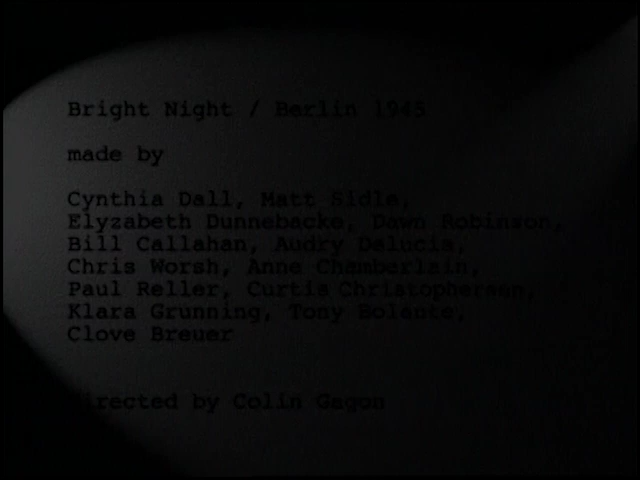 Bright Night / Berlin 1945
made by
Cynthia Dall, Matt Sidle,
Elyzabeth Dunnebacke, Dawn Robinson,
Bill Callahan, Audry Delucia,
Chris Worsh, Anne Chamberlain,
Paul Reller, Curtis Christophersen,
Klara Grunning, Tony Bolante,
Clove Breuer
directed by Colin Gagon